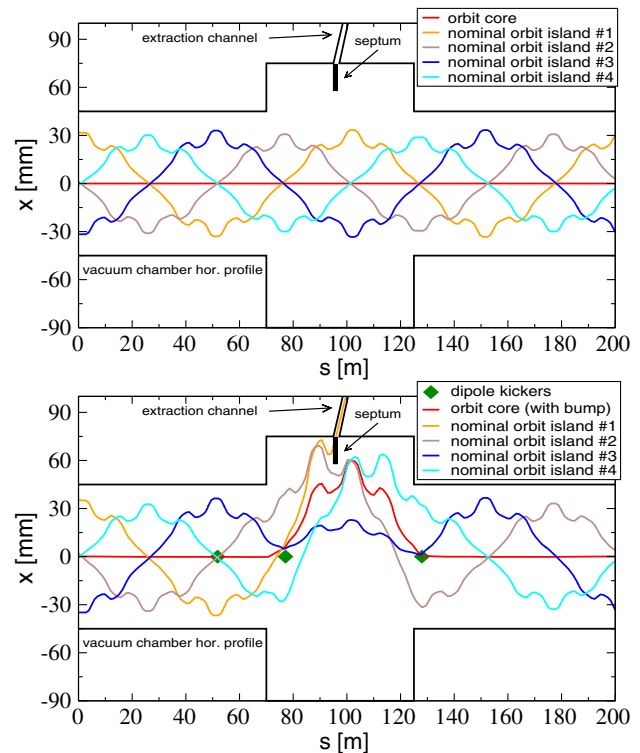 90
60
30
0
-30
-60
-90
x [mm]
extraction channel
septum
orbit core
nominal orbit island #1
nominal orbit island #2
nominal orbit island #3
nominal orbit island #4
vacuum chamber hor. profile
0 20 40 60 80 100 120 140 160 180 200
s [m]
90
60
30
0
-30
-60
-90
x [mm]
extraction channel
septum
dipole kickers
orbit core (with bump)
nominal orbit island #1
nominal orbit island #2
nominal orbit island #3
nominal orbit island #4
vacuum chamber hor. profile
0 20 40 60 80 100 120 140 160 180 200
s [m]